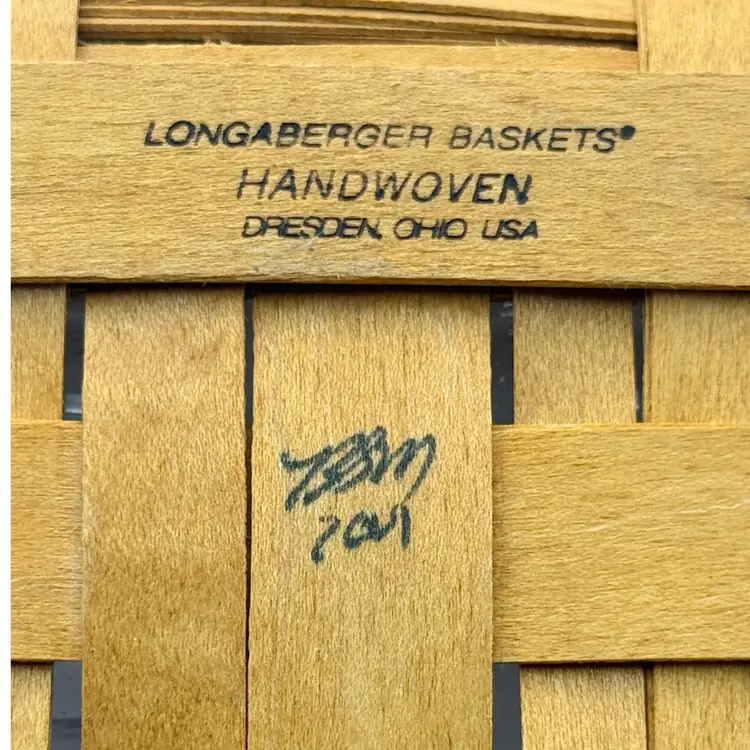 LONGABERGER BASKETS®
HANDWOVEN
DRESDEN, OHIO USA
2001